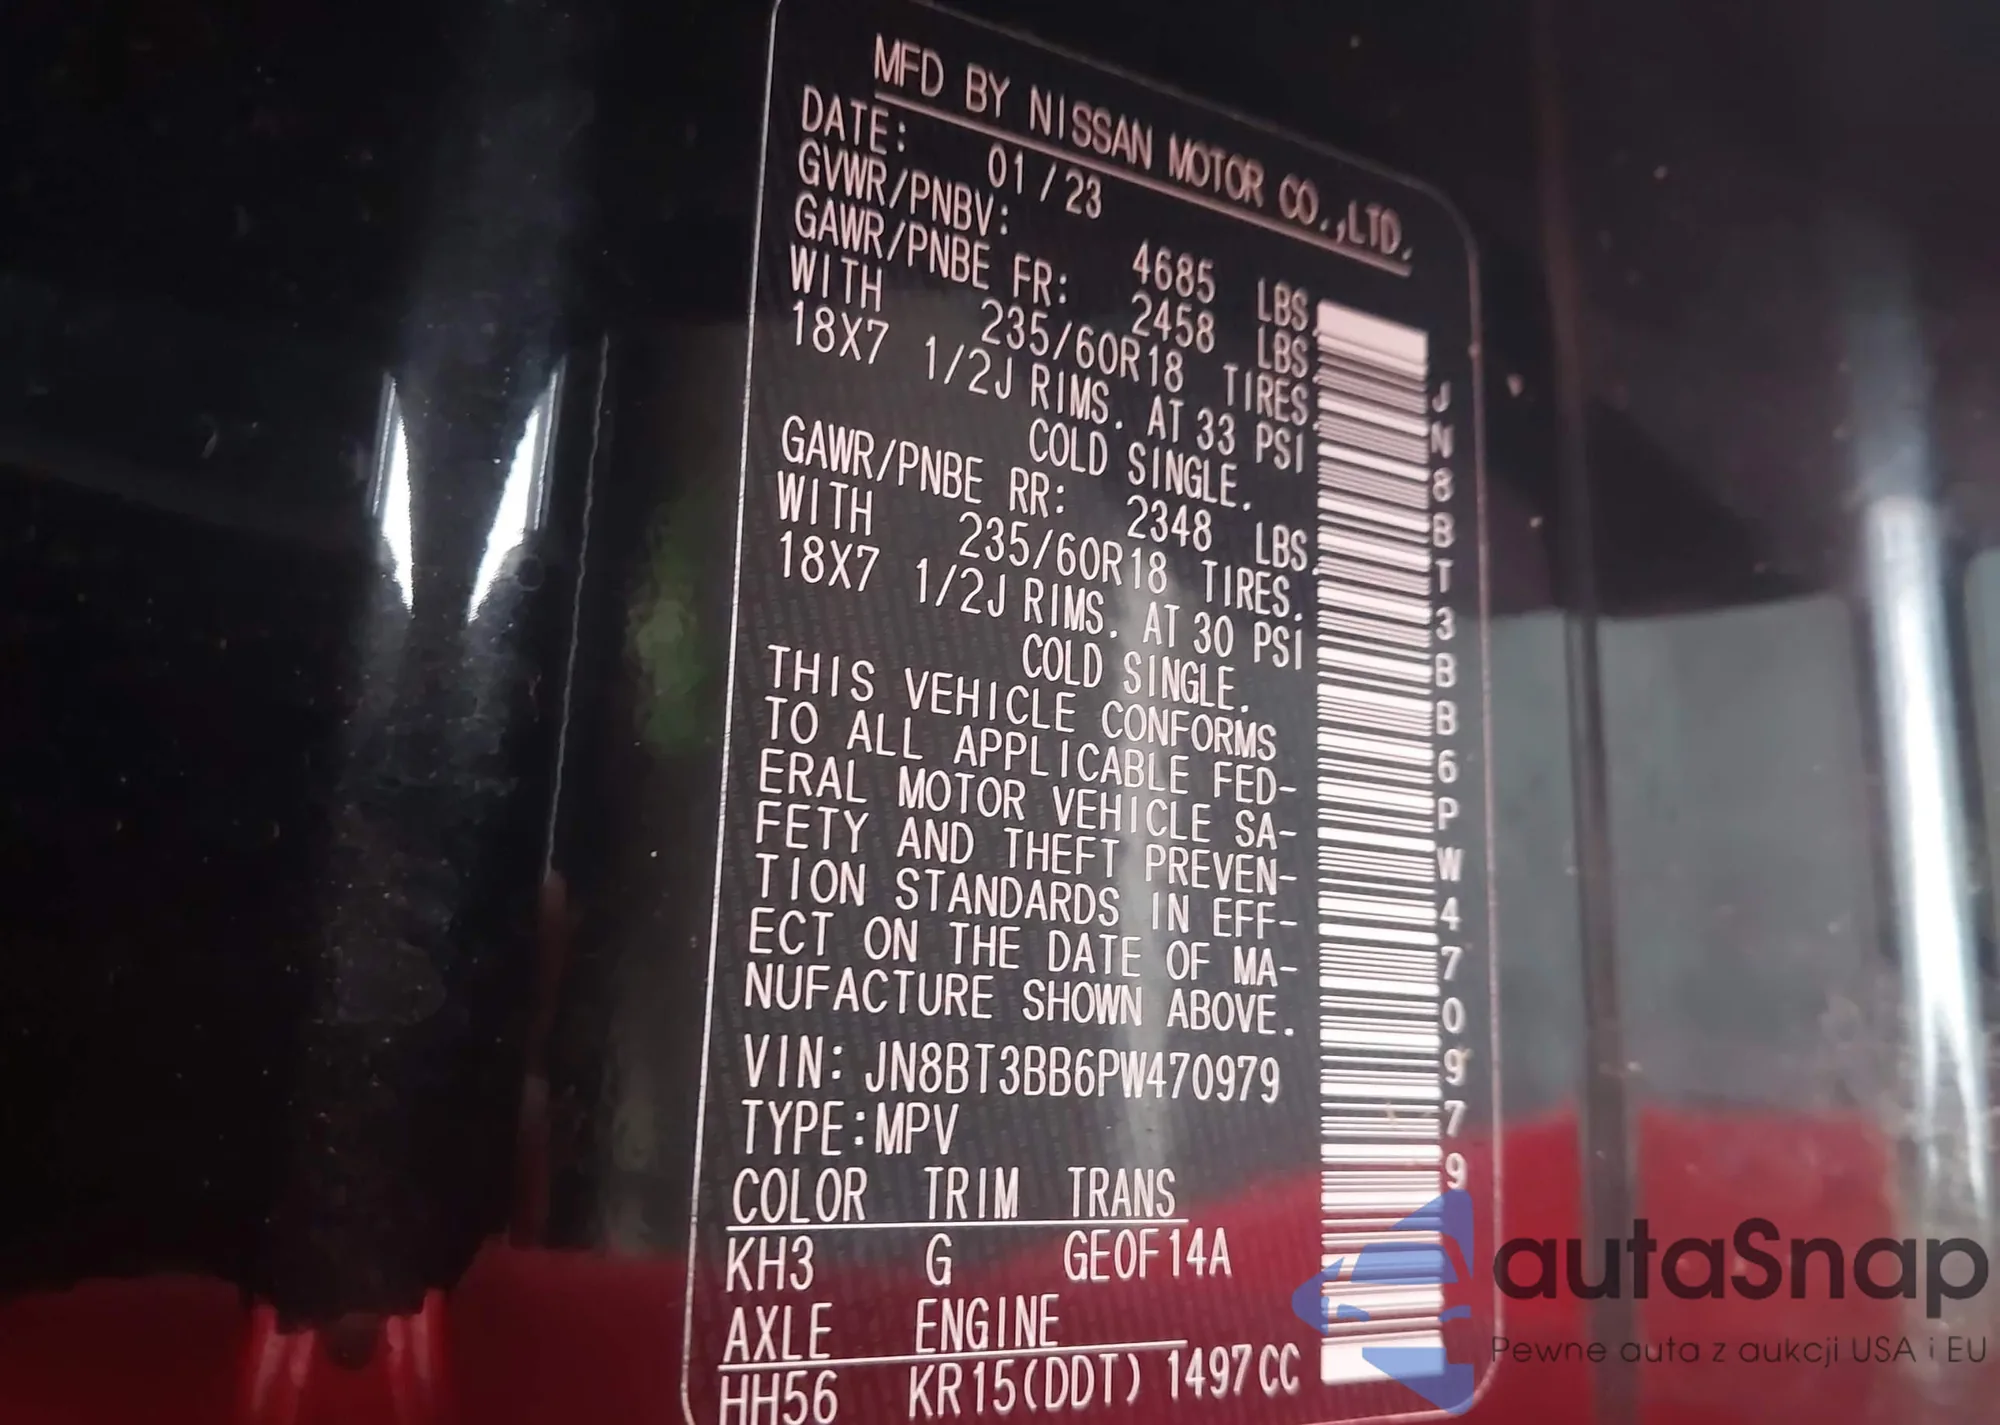 MFD BY NISSAN MOTOR CO.,LTD.
DATE: 01/23
GVWR/PNBV: 4685 LBS.
GAWR/PNBE FR: 2458 LBS.
WITH 235/60R18 TIRES.
18X7 1/2J RIMS. AT 33 PSI
COLD SINGLE.
GAWR/PNBE RR: 2348 LBS.
WITH 235/60R18 TIRES.
18X7 1/2J RIMS. AT 30 PSI
COLD SINGLE.
THIS VEHICLE CONFORMS
TO ALL APPLICABLE FED-
ERAL MOTOR VEHICLE SA-
FETY AND THEFT PREVEN-
TION STANDARDS IN EFF-
ECT ON THE DATE OF MA-
NUFACTURE SHOWN ABOVE.
VIN: JN8BT3BB6PW470979
TYPE:MPV
COLOR TRIM TRANS
KH3 G GE0F14A
AXLE ENGINE
HH56 KR15(DDT) 1497CC
JN8BT3BB6PW470979
autaSnap
Pewne auta z aukcji USA i EU